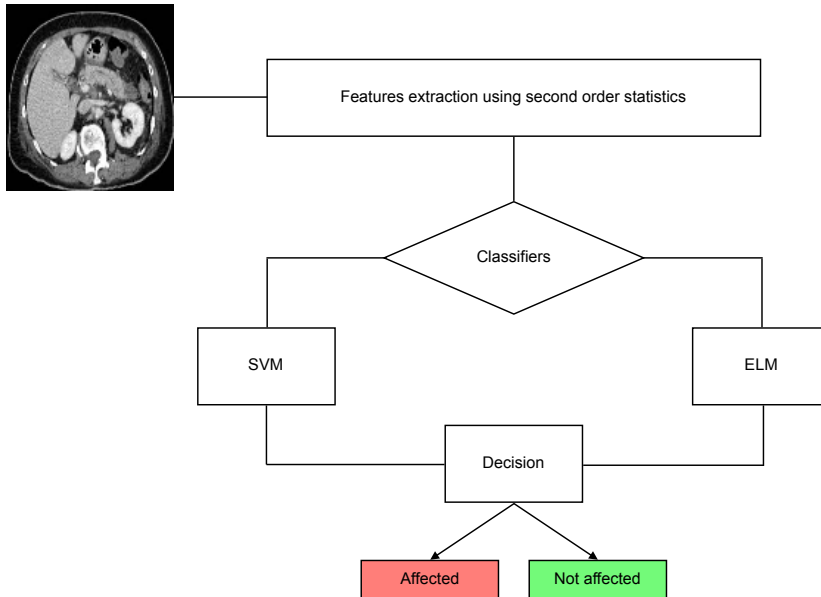 Features extraction using second order statistics
Classifiers
SVM
ELM
Decision
Affected
Not affected